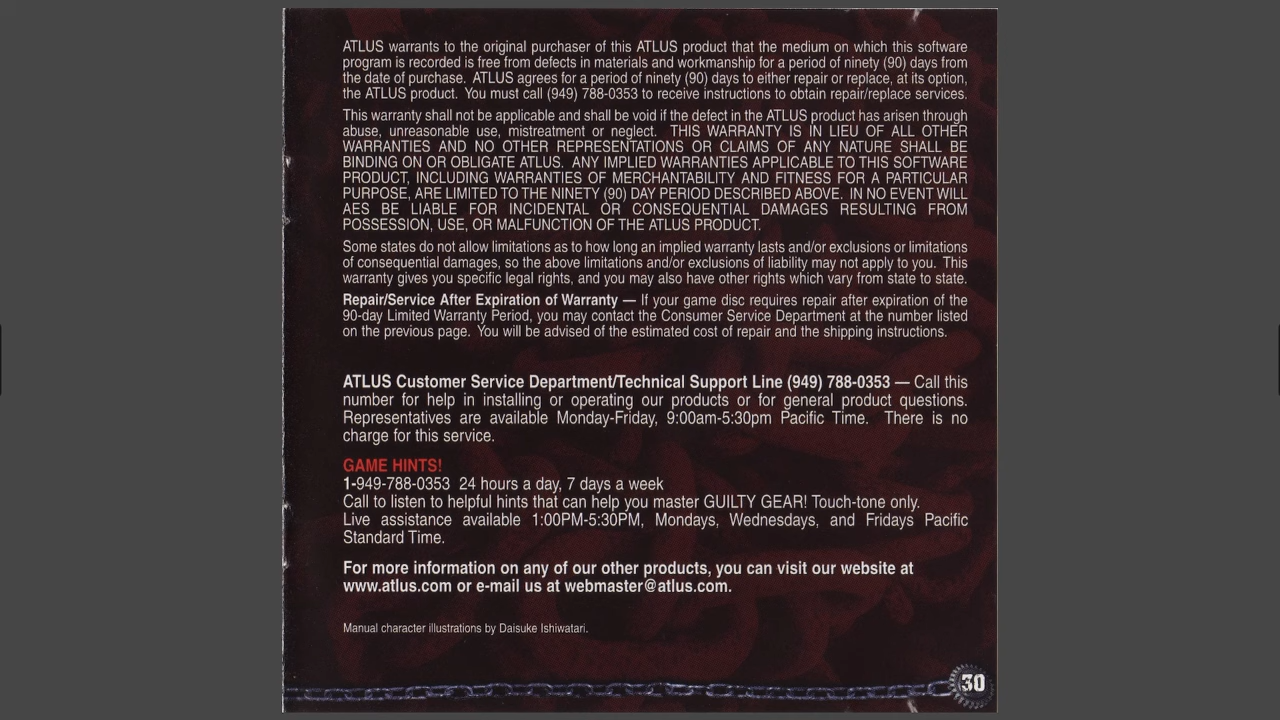 ATLUS warrants to the original purchaser of this ATLUS product that the medium on which this software
program is recorded is free from defects in materials and workmanship for a period of ninety (90) days from
the date of purchase. ATLUS agrees for a period of ninety (90) days to either repair or replace, at its option,
the ATLUS product. You must call (949) 788-0353 to receive instructions to obtain repair/replace services.
This warranty shall not be applicable and shall be void if the defect in the ATLUS product has arisen through
abuse, unreasonable use, mistreatment or neglect. THIS WARRANTY IS IN LIEU OF ALL OTHER
WARRANTIES AND NO OTHER REPRESENTATIONS OR CLAIMS OF ANY NATURE SHALL BE
BINDING ON OR OBLIGATE ATLUS. ANY IMPLIED WARRANTIES APPLICABLE TO THIS SOFTWARE
PRODUCT, INCLUDING WARRANTIES OF MERCHANTABILITY AND FITNESS FOR A PARTICULAR
PURPOSE, ARE LIMITED TO THE NINETY (90) DAY PERIOD DESCRIBED ABOVE. IN NO EVENT WILL
AES BE LIABLE FOR INCIDENTAL OR CONSEQUENTIAL DAMAGES RESULTING FROM
POSSESSION, USE, OR MALFUNCTION OF THE ATLUS PRODUCT.
Some states do not allow limitations as to how long an implied warranty lasts and/or exclusions or limitations
of consequential damages, so the above limitations and/or exclusions of liability may not apply to you. This
warranty gives you specific legal rights, and you may also have other rights which vary from state to state.
Repair/Service After Expiration of Warranty — If your game disc requires repair after expiration of the
90-day Limited Warranty Period, you may contact the Consumer Service Department at the number listed
on the previous page. You will be advised of the estimated cost of repair and the shipping instructions.
ATLUS Customer Service Department/Technical Support Line (949) 788-0353 — Call this
number for help in installing or operating our products or for general product questions.
Representatives are available Monday-Friday, 9:00am-5:30pm Pacific Time. There is no
charge for this service.
GAME HINTS!
1-949-788-0353 24 hours a day, 7 days a week
Call to listen to helpful hints that can help you master GUILTY GEAR! Touch-tone only.
Live assistance available 1:00PM-5:30PM, Mondays, Wednesdays, and Fridays Pacific
Standard Time.
For more information on any of our other products, you can visit our website at
www.atlus.com or e-mail us at webmaster@atlus.com.
Manual character illustrations by Daisuke Ishiwatari.
30